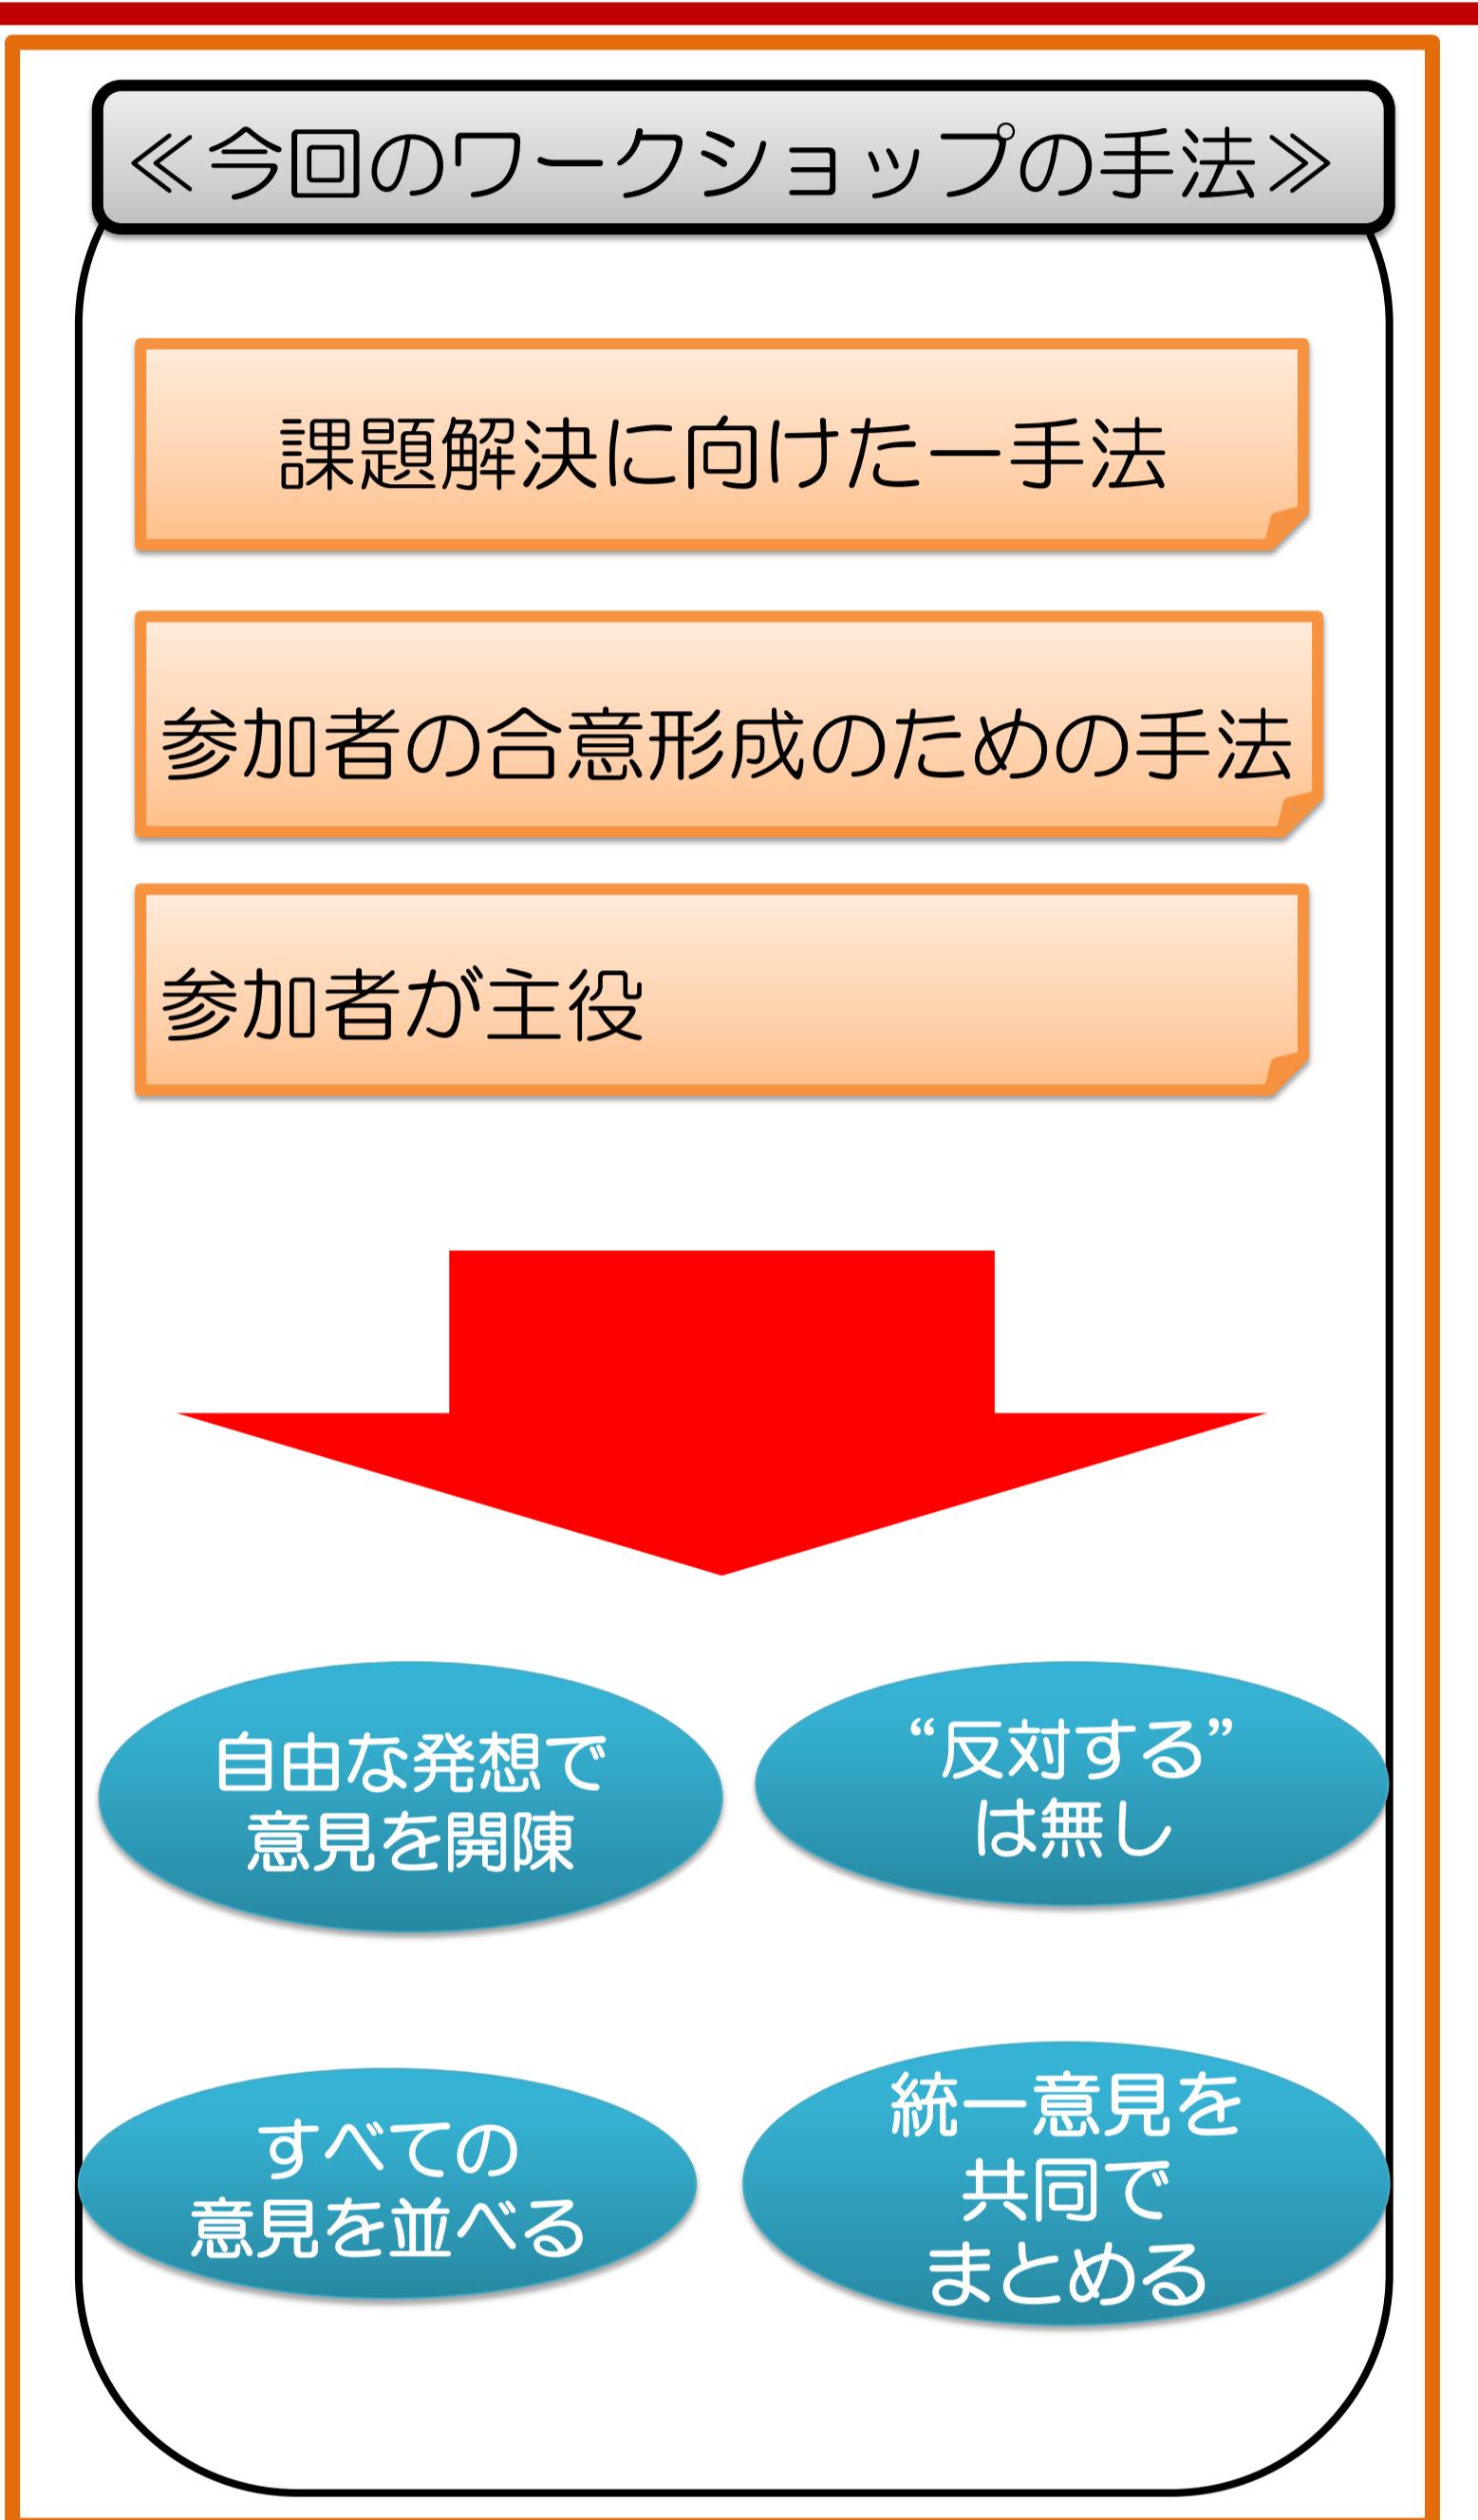 ≪今回のワークショップの手法≫
課題解決に向けた一手法
参加者の合意形成のための手法
参加者が主役
自由な発想で
意見を開陳
“反対する”
は無し
すべての
意見を並べる
統一意見を
共同で
まとめる